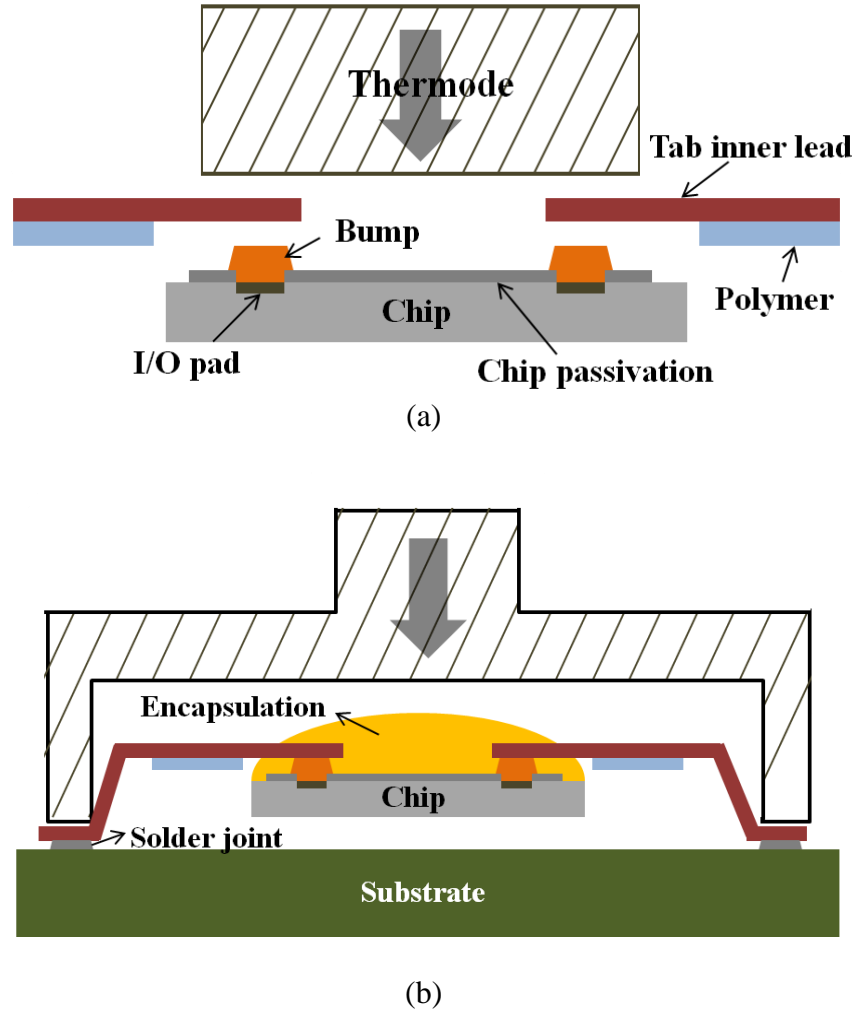 Thermode
Tab inner lead
Bump
Polymer
Chip
I/O pad
Chip passivation
(a)
Encapsulation
Chip
Solder joint
Substrate
(b)